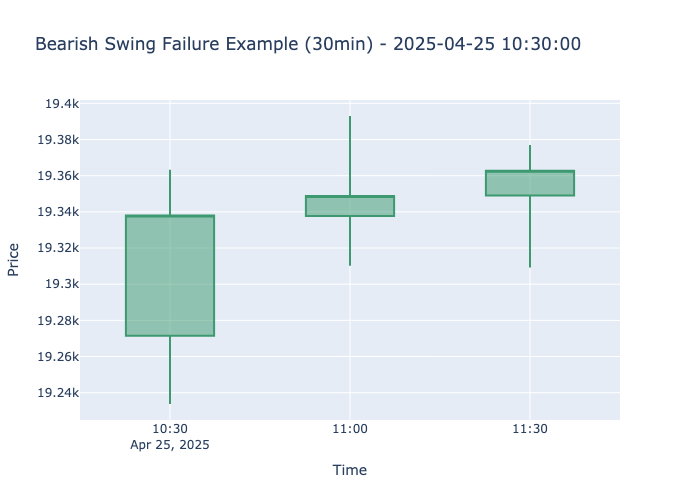 Bearish Swing Failure Example (30min) - 2025-04-25 10:30:00
19.4k
19.38k
19.36k
19.34k
19.32k
19.3k
19.28k
19.26k
19.24k
Price
10:30
Apr 25, 2025
11:00
11:30
Time